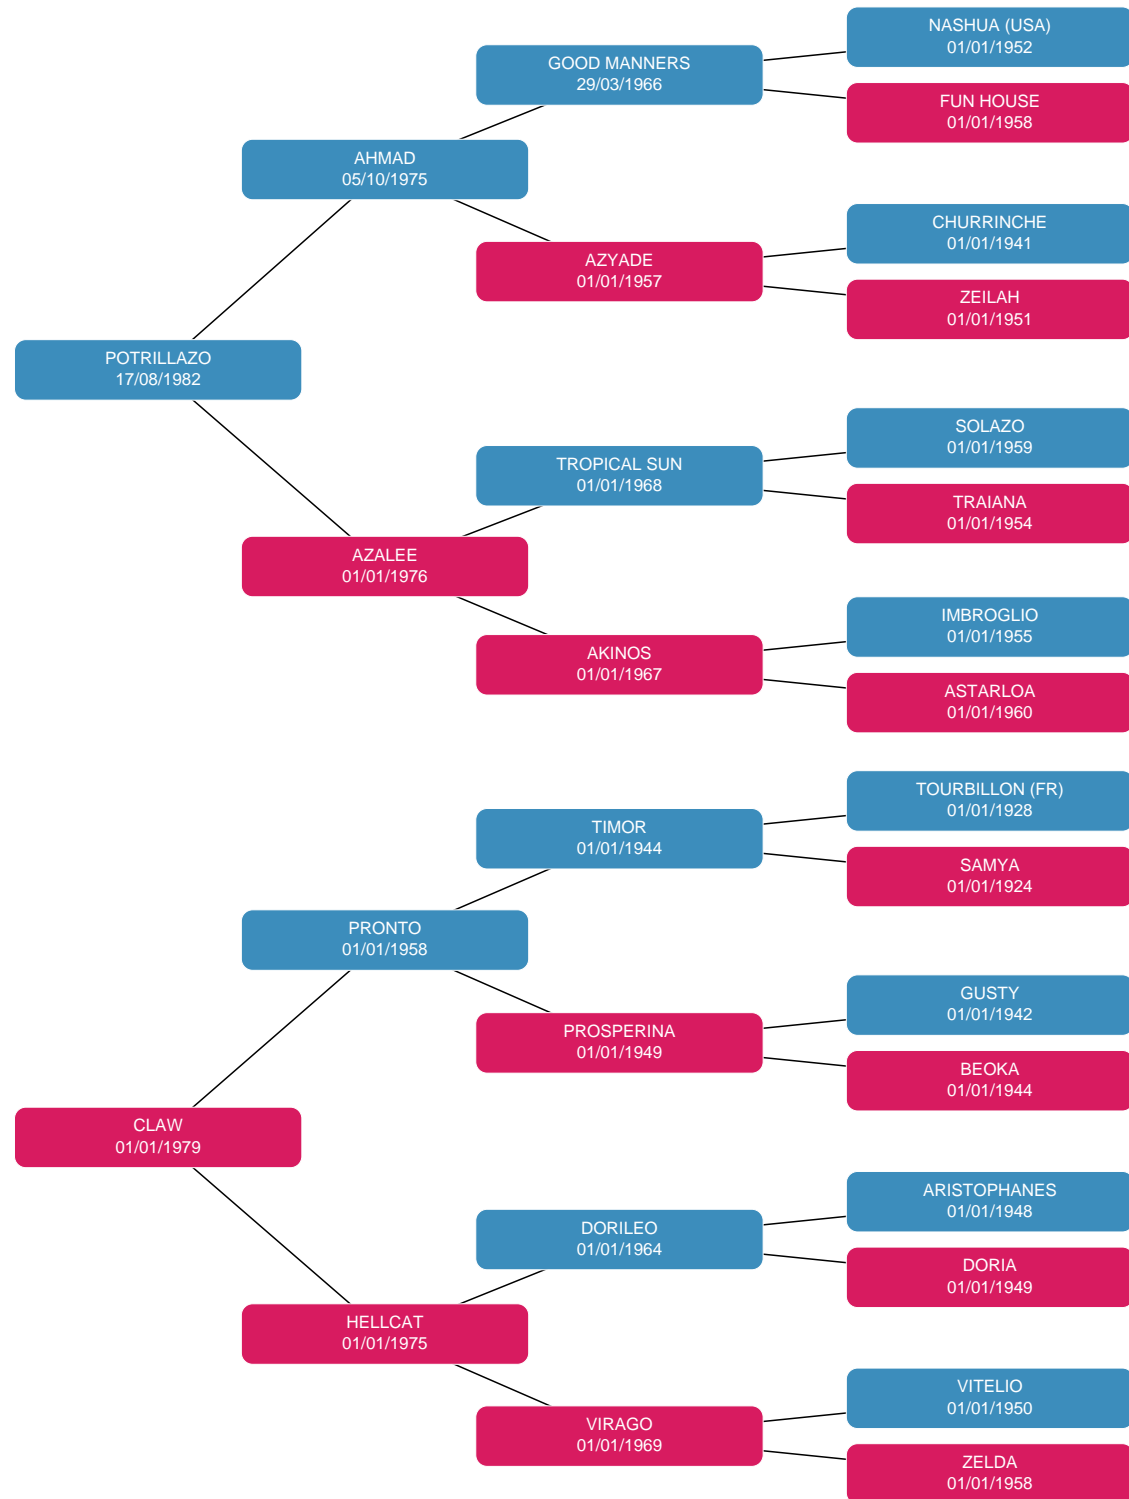 NASHUA (USA)
01/01/1952
GOOD MANNERS
29/03/1966
FUN HOUSE
01/01/1958
AHMAD
05/10/1975
CHURRINCHE
01/01/1941
AZYADE
01/01/1957
ZEILAH
01/01/1951
POTRILLAZO
17/08/1982
SOLAZO
01/01/1959
TROPICAL SUN
01/01/1968
TRAIANA
01/01/1954
AZALEE
01/01/1976
IMBROGLIO
01/01/1955
AKINOS
01/01/1967
ASTARLOA
01/01/1960
TOURBILLON (FR)
01/01/1928
TIMOR
01/01/1944
SAMYA
01/01/1924
PRONTO
01/01/1958
GUSTY
01/01/1942
PROSPERINA
01/01/1949
BEOKA
01/01/1944
CLAW
01/01/1979
ARISTOPHANES
01/01/1948
DORILEO
01/01/1964
DORIA
01/01/1949
HELLCAT
01/01/1975
VITELIO
01/01/1950
VIRAGO
01/01/1969
ZELDA
01/01/1958